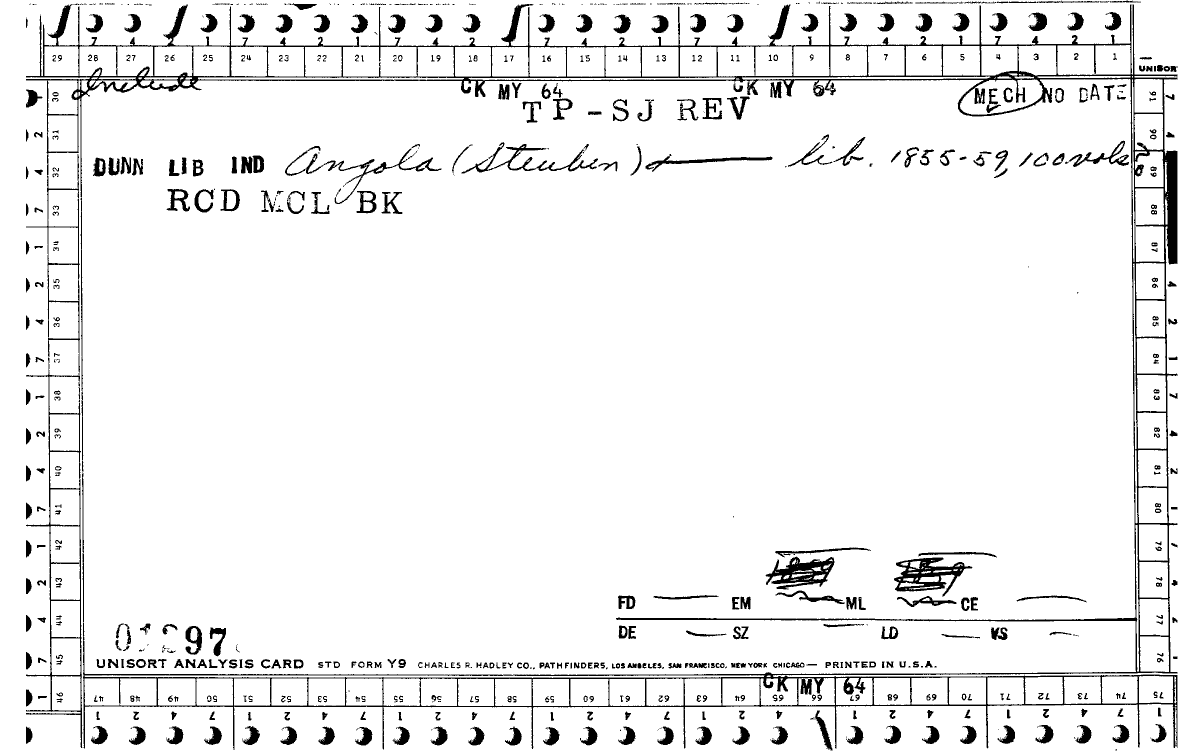 7 4 2 1 7 4 2 1 7 4 2 1 7 4 2 1 7 4 2 1 7 4 2 1 7 4 2 1
29 28 27 26 25 24 23 22 21 20 19 18 17 16 15 14 13 12 11 10 9 8 7 6 5 4 3 2 1
UNISOR
Include CK MY 64 CK MY 64 MECH NO DATE
TP-SJ REV
DUNN LIB IND Angola (Steuben) lib. 1855-59, 100 vols
RCD MCL BK
30 31 32 33 34 35 36 37 38 39 40 41 42 43 44 45 46
91 90 89 88 87 86 85 84 83 82 81 80 79 78 77 76
FD EM ML CE
DE SZ LD VS
01297
UNISORT ANALYSIS CARD STD FORM Y9 CHARLES R. HADLEY CO., PATHFINDERS, LOS ANGELES, SAN FRANCISCO, NEW YORK CHICAGO — PRINTED IN U.S.A.
CK MY 64
47 48 49 50 51 52 53 54 55 56 57 58 59 60 61 62 63 64 65 66 67 68 69 70 71 72 73 74 75
1 2 4 7 1 2 4 7 1 2 4 7 1 2 4 7 1 2 4 7 1 2 4 7 1 2 4 7 1